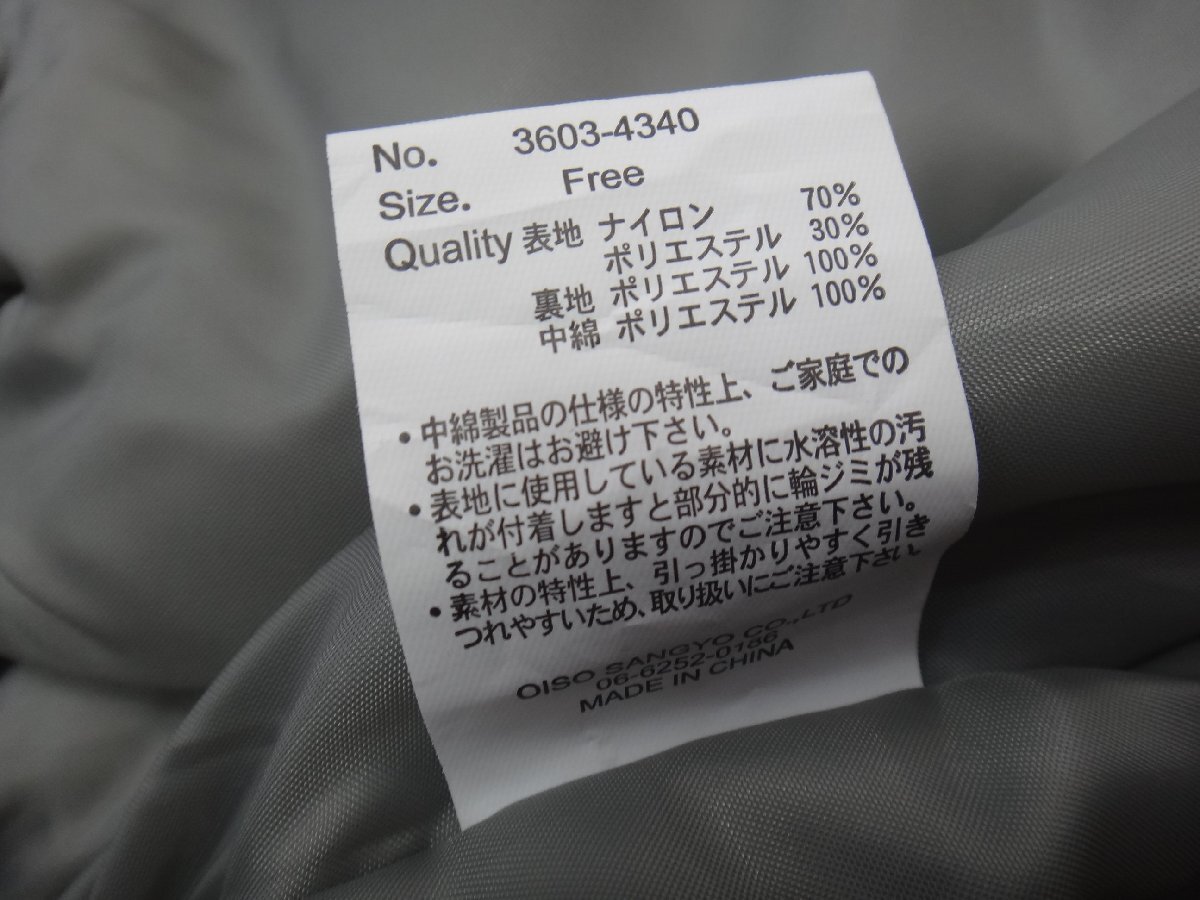 No. 3603-4340
Size. Free
Quality 表地 ナイロン 70%
ポリエステル 30%
裏地 ポリエステル 100%
中綿 ポリエステル 100%
・中綿製品の仕様の特性上、ご家庭での
お洗濯はお避け下さい。
・表地に使用している素材に水溶性の汚
れが付着しますと部分的に輪ジミが残
ることがありますのでご注意下さい。
・素材の特性上、引っ掛かりやすく引き
つれやすいため、取り扱いにご注意下さい
OISO SANGYO CO.,LTD
06-6252-0186
MADE IN CHINA